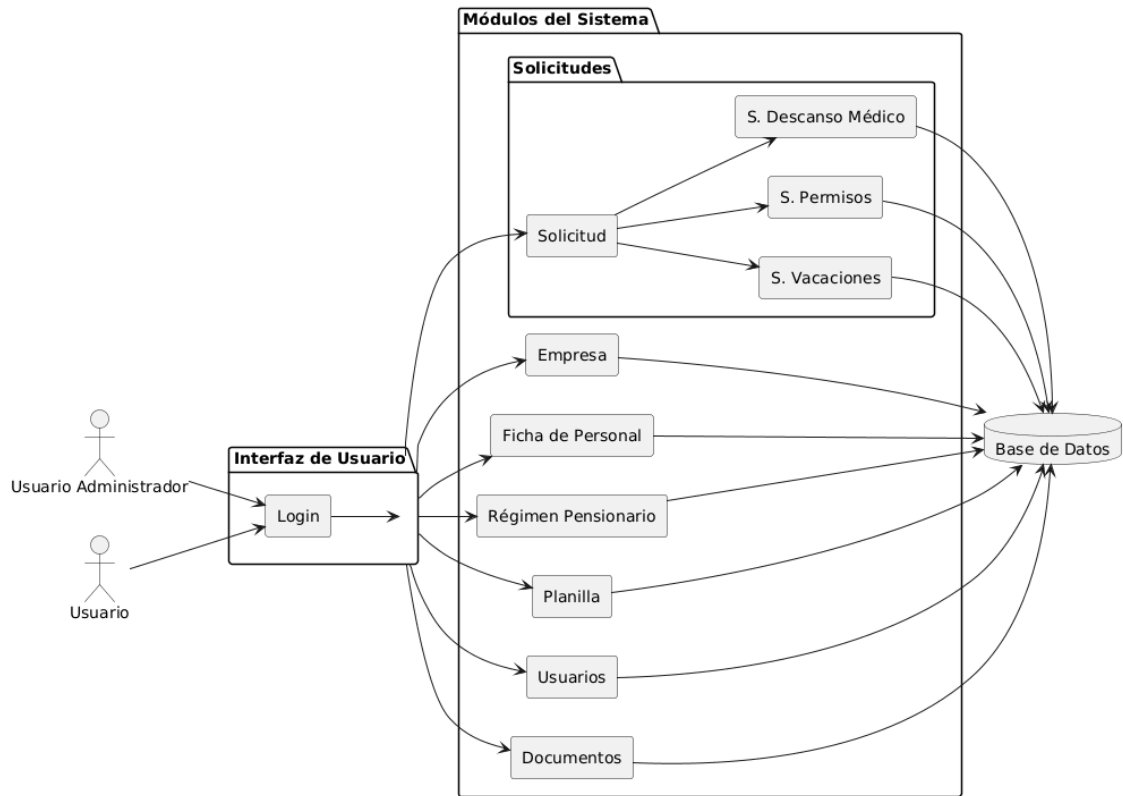 Módulos del Sistema
Solicitudes
S. Descanso Médico
S. Permisos
Solicitud
S. Vacaciones
Empresa
Ficha de Personal
Base de Datos
Interfaz de Usuario
Usuario Administrador
Login
Régimen Pensionario
Usuario
Planilla
Usuarios
Documentos